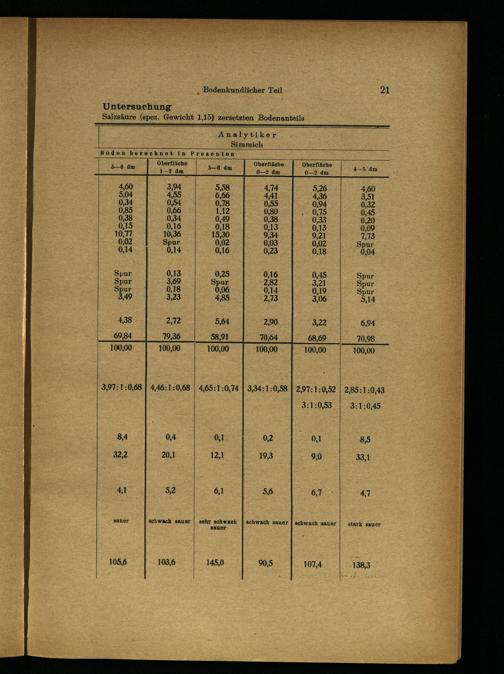 Bodenkundlicher Teil 21
Untersuchung
Salzsäure (spez. Gewicht 1,15) zersetzten Bodenanteils
Analytiker
Simmich
Boden berechnet in Prozenten
5—6 dm Oberfläche 1—2 dm 5—6 dm Oberfläche 0—2 dm Oberfläche 0—2 dm 4—5 dm
4,60 3,94 5,58 4,74 5,26 4,60
5,04 4,55 6,66 4,41 4,36 3,51
0,34 0,54 0,78 0,55 0,94 0,32
0,85 0,66 1,12 0,80 0,75 0,45
0,38 0,34 0,49 0,38 0,33 0,20
0,15 0,16 0,18 0,13 0,13 0,09
10,77 10,36 15,30 9,34 9,21 7,73
0,02 Spur 0,02 0,03 0,02 Spur
0,14 0,14 0,16 0,23 0,18 0,04
Spur 0,13 0,25 0,16 0,45 Spur
Spur 3,69 Spur 2,82 3,21 Spur
Spur 0,18 0,06 0,14 0,19 Spur
3,49 3,23 4,85 2,73 3,06 5,14
4,38 2,72 5,64 2,90 3,22 6,94
69,84 79,36 58,91 70,64 68,69 70,98
100,00 100,00 100,00 100,00 100,00 100,00
3,97:1:0,68 4,46:1:0,68 4,65:1:0,74 3,34:1:0,58 2,97:1:0,52 2,85:1:0,43
3:1:0,53 3:1:0,45
8,4 0,4 0,1 0,2 0,1 8,5
32,2 20,1 12,1 19,3 9,0 33,1
4,1 5,2 6,1 5,6 6,7 4,7
sauer schwach sauer sehr schwach sauer schwach sauer schwach sauer stark sauer
105,6 103,6 145,0 90,5 107,4 138,3